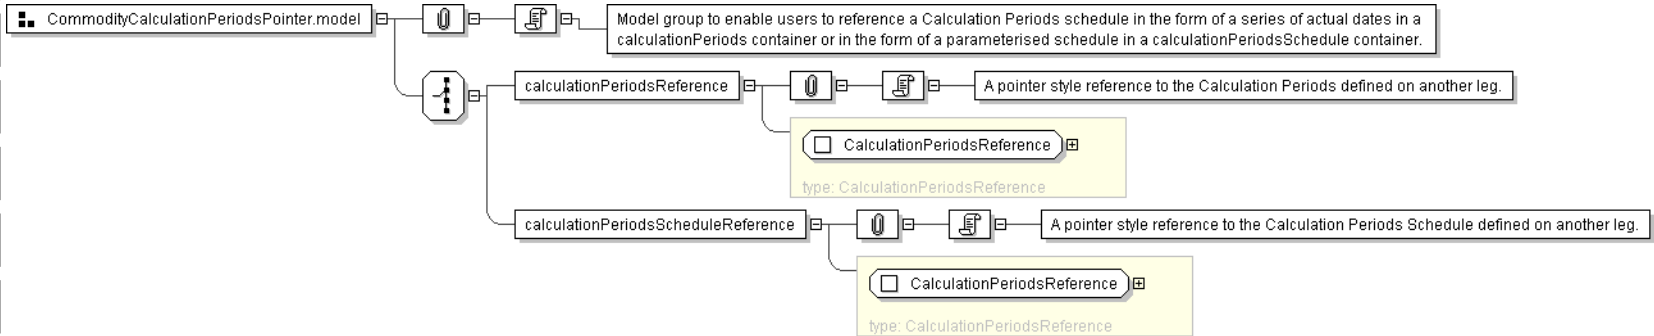 CommodityCalculationPeriodsPointer.model
Model group to enable users to reference a Calculation Periods schedule in the form of a series of actual dates in a
calculationPeriods container or in the form of a parameterised schedule in a calculationPeriodsSchedule container.
calculationPeriodsReference
A pointer style reference to the Calculation Periods defined on another leg.
CalculationPeriodsReference
type: CalculationPeriodsReference
calculationPeriodsScheduleReference
A pointer style reference to the Calculation Periods Schedule defined on another leg.
CalculationPeriodsReference
type: CalculationPeriodsReference